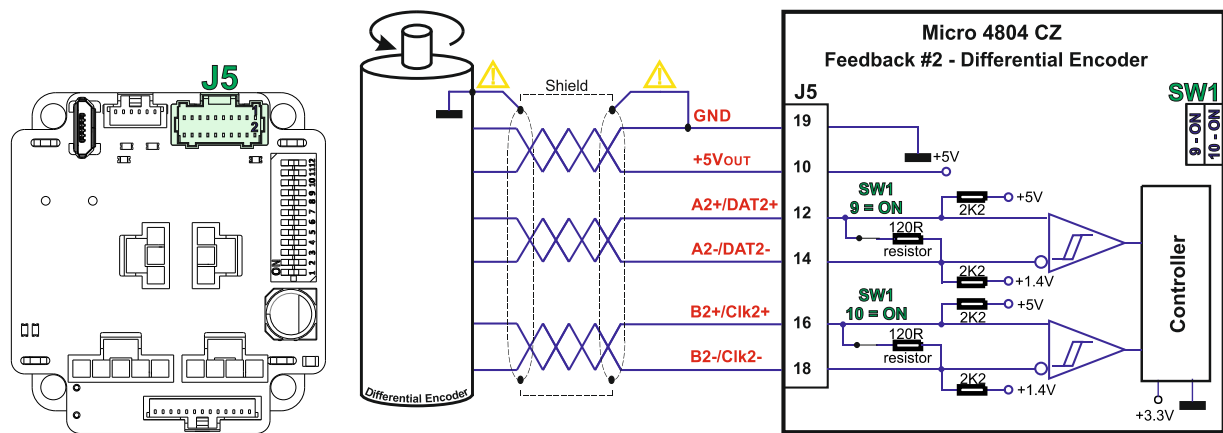 J5
1
2
ON
1 2 3 4 5 6 7 8 9 10 11 12
Differential Encoder
Shield
GND
+5VOUT
A2+/DAT2+
A2-/DAT2-
B2+/Clk2+
B2-/Clk2-
Micro 4804 CZ
Feedback #2 - Differential Encoder
J5
19
10
12
14
16
18
SW1
9 - ON
10 - ON
+5V
SW1
9 = ON
2K2
+5V
120R
resistor
2K2
+1.4V
SW1
10 = ON
+5V
2K2
120R
resistor
2K2
+1.4V
Controller
+3.3V